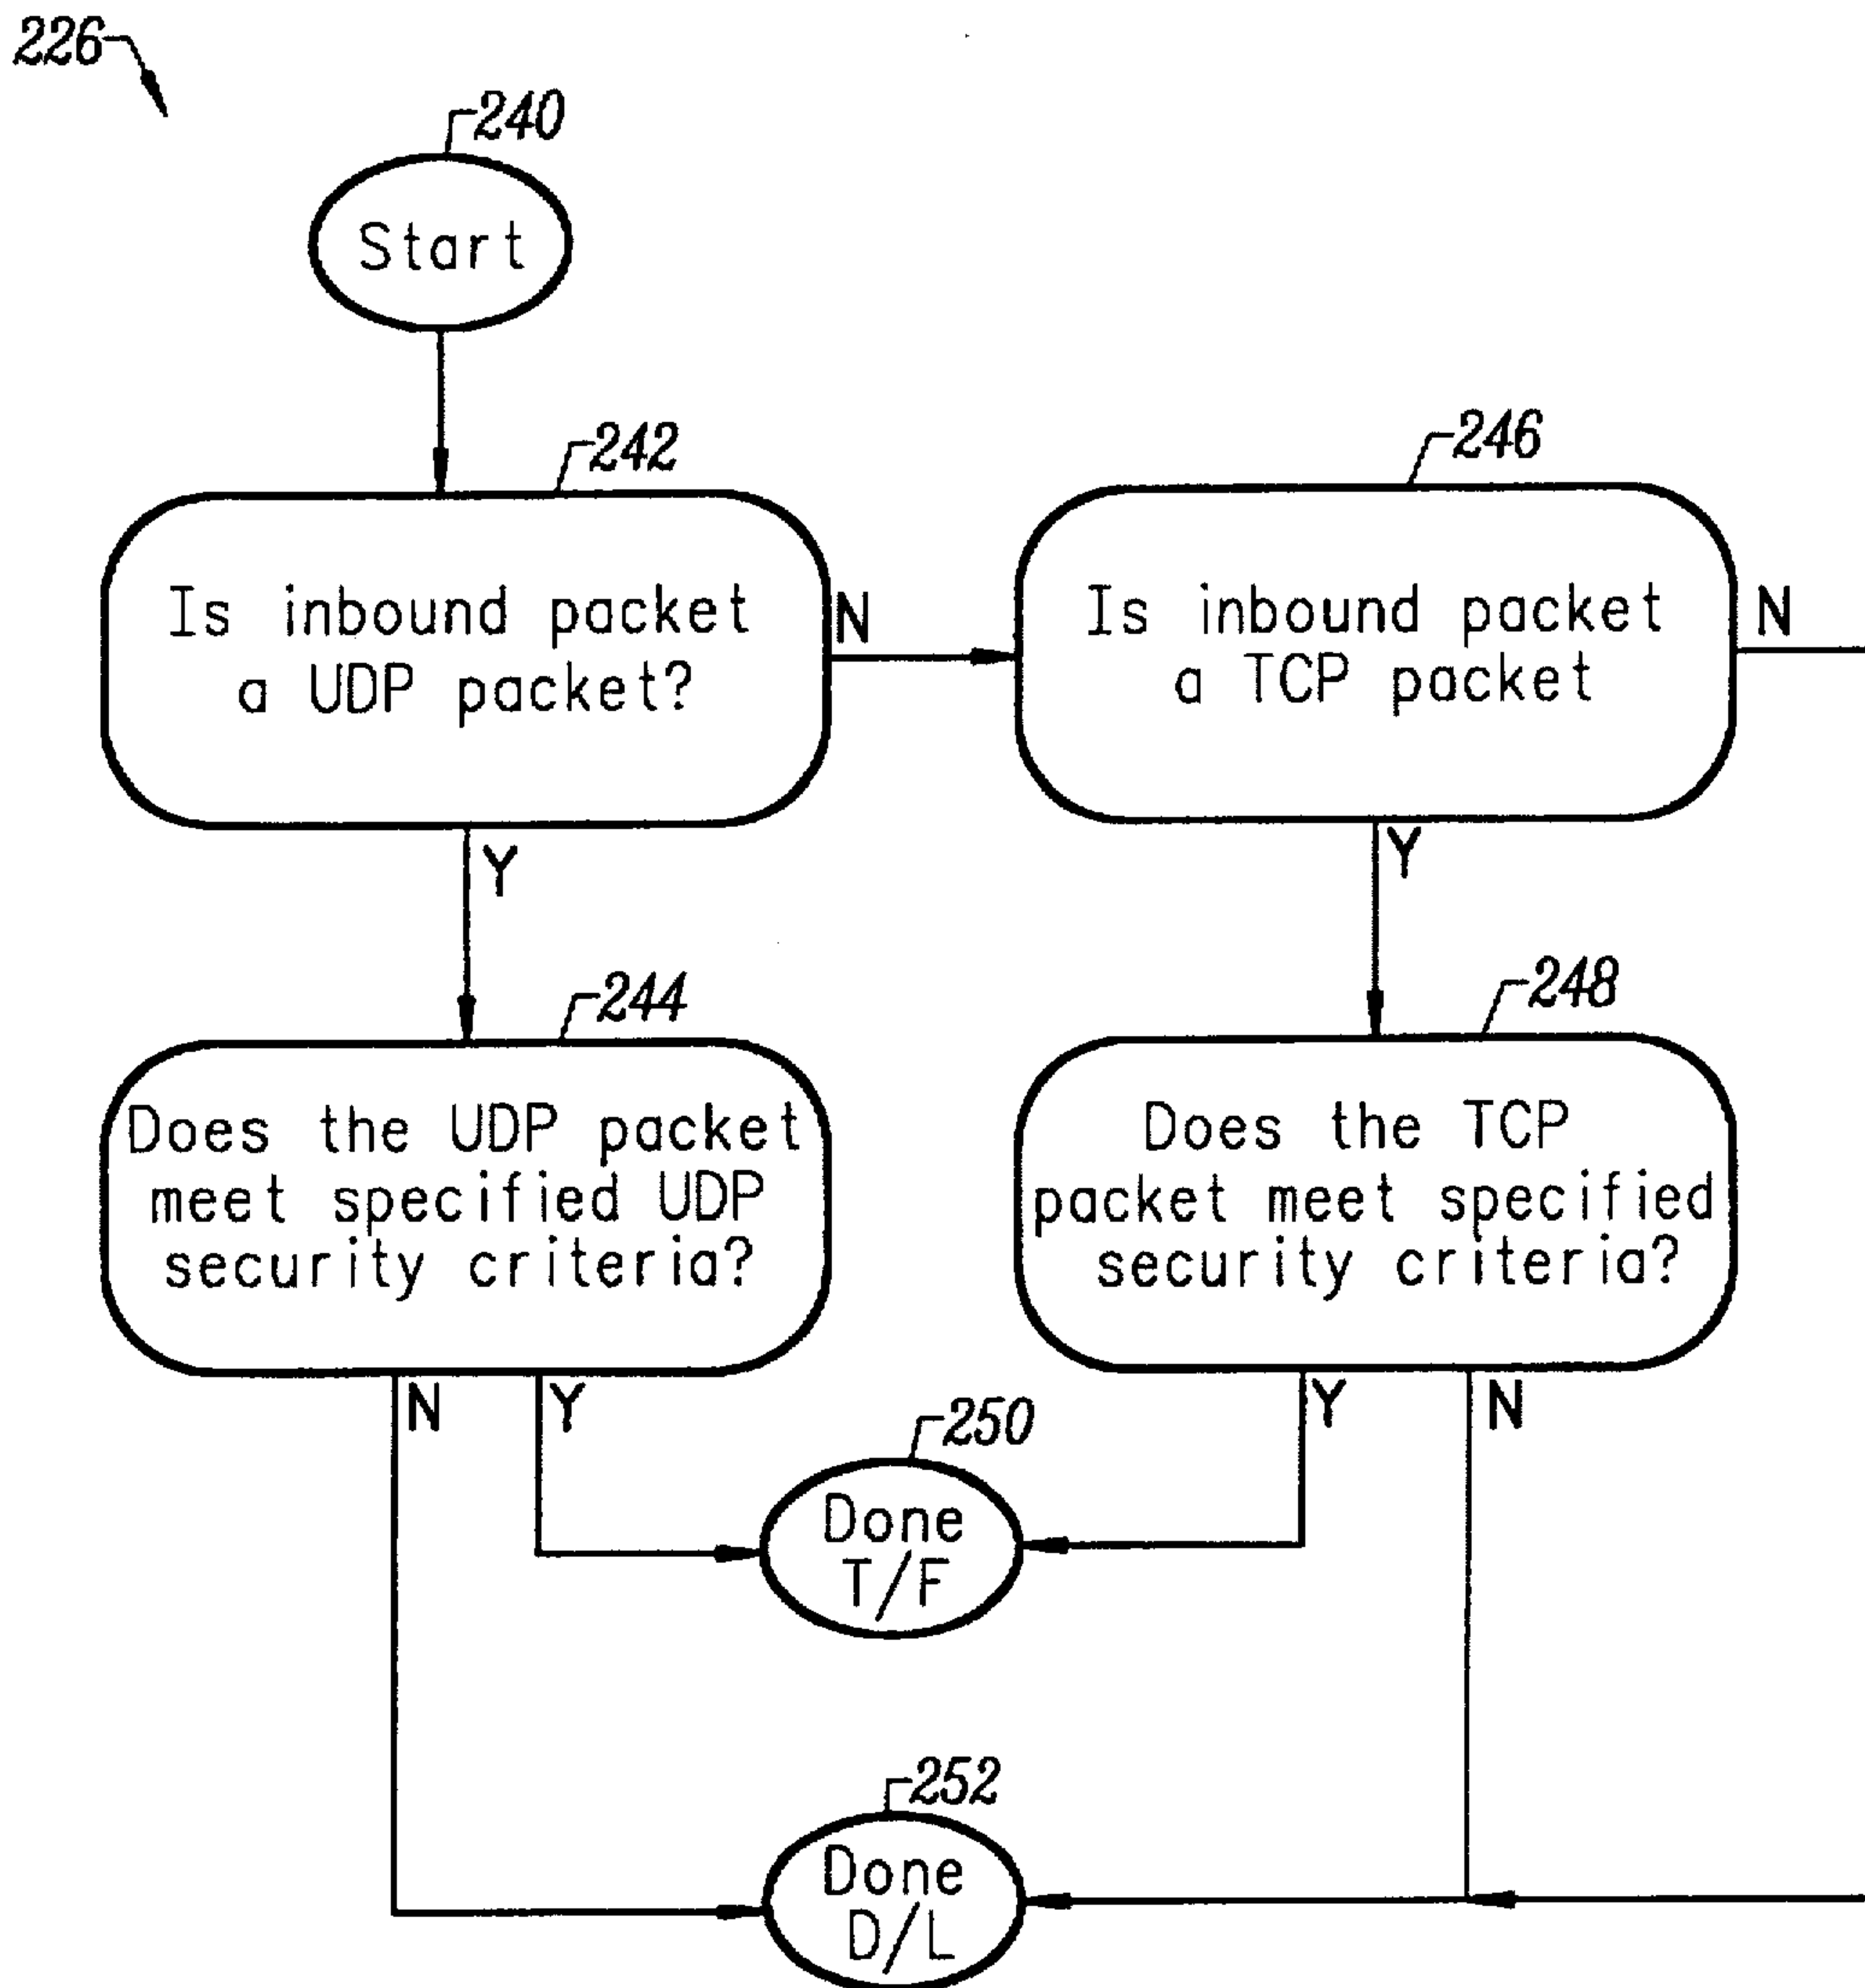 226
240
Start
242
246
Is inbound packet
a UDP packet?
N
Is inbound packet
a TCP packet
N
Y
Y
244
248
Does the UDP packet
meet specified UDP
security criteria?
Does the TCP
packet meet specified
security criteria?
N
Y
Y
N
250
Done
T/F
252
Done
D/L